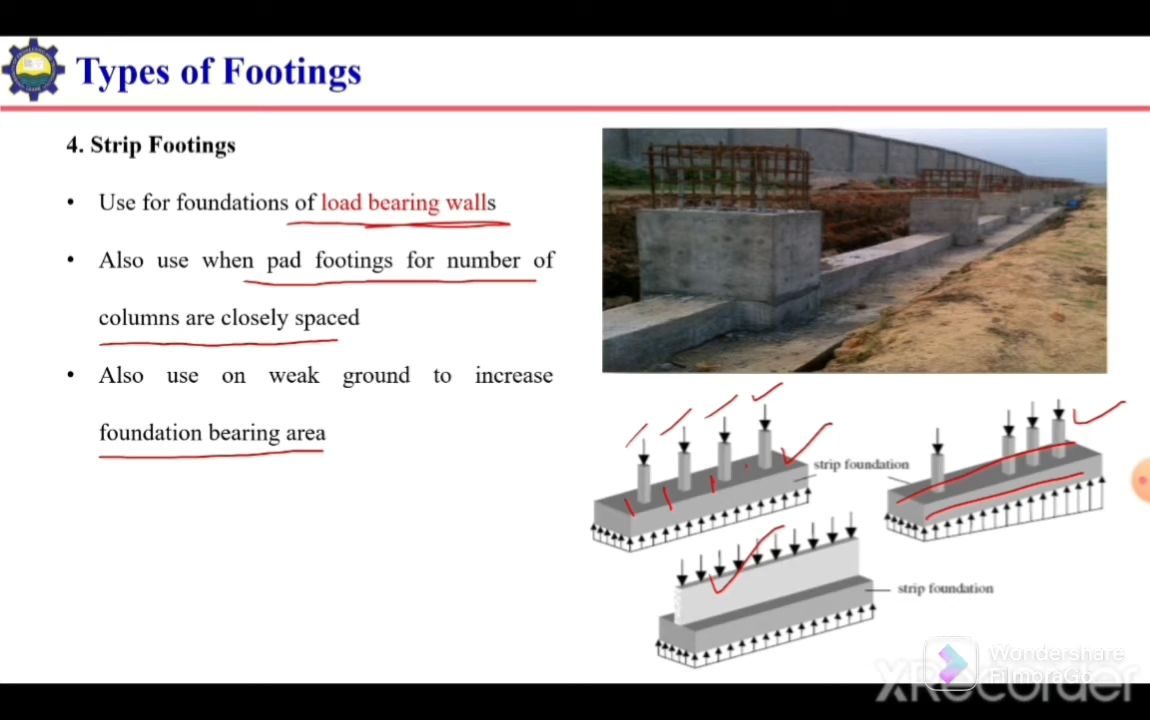 Types of Footings
4. Strip Footings
• Use for foundations of load bearing walls
• Also use when pad footings for number of
columns are closely spaced
• Also use on weak ground to increase
foundation bearing area
strip foundation
strip foundation
Wondershare
FilmoraGo
XRecorder